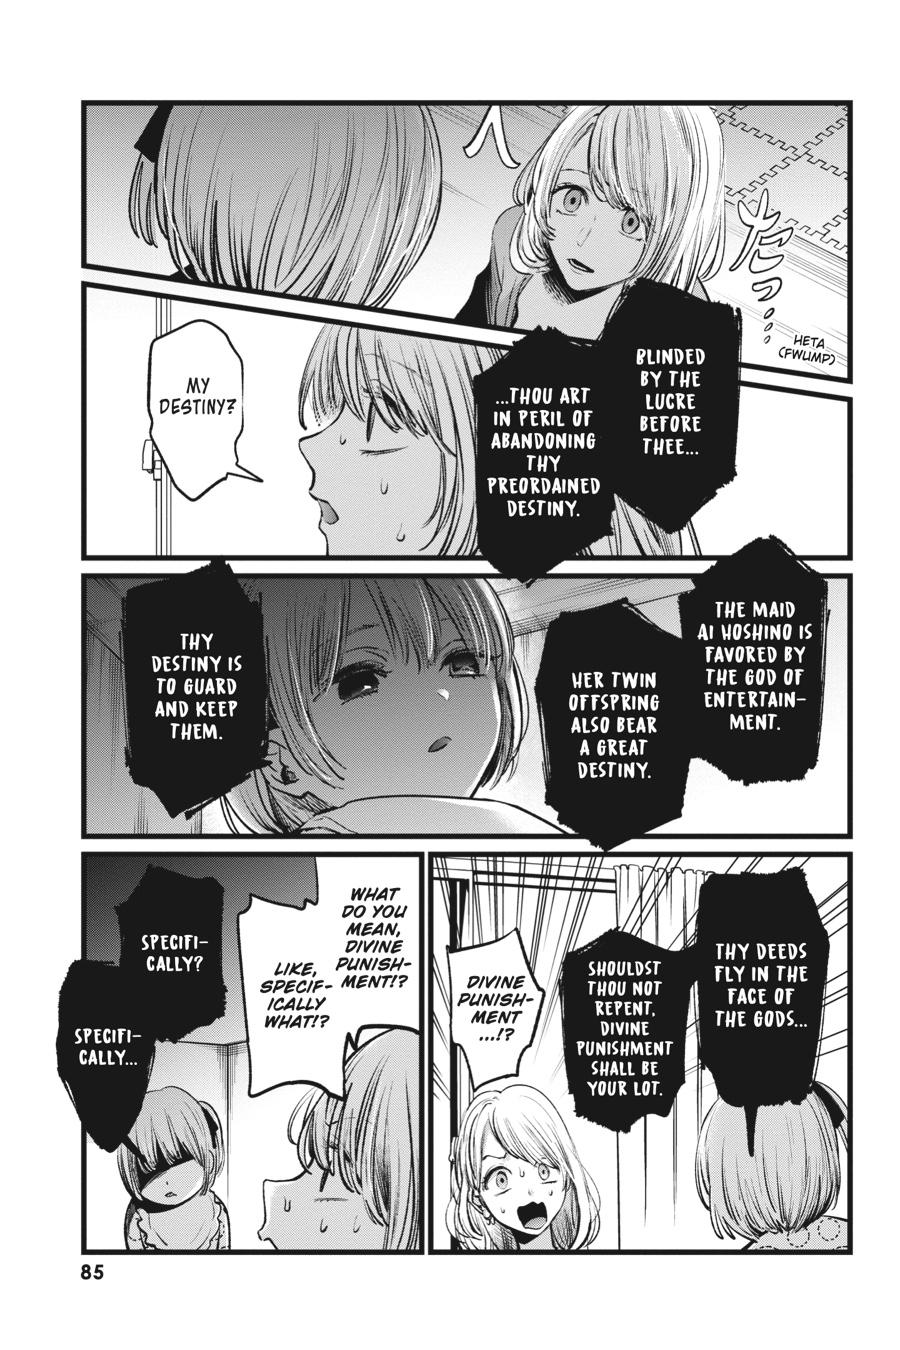 へ
たっ
HETA
(FWUMP)
BLINDED
BY THE
LUCRE
BEFORE
THEE...
...THOU ART
IN PERIL OF
ABANDONING
THY
PREORDAINED
DESTINY.
MY
DESTINY?
THE MAID
AI HOSHINO IS
FAVORED BY
THE GOD OF
ENTERTAIN-
MENT.
HER TWIN
OFFSPRING
ALSO BEAR
A GREAT
DESTINY.
THY
DESTINY IS
TO GUARD
AND KEEP
THEM.
THY DEEDS
FLY IN THE
FACE OF
THE GODS...
SHOULDST
THOU NOT
REPENT,
DIVINE
PUNISHMENT
SHALL BE
YOUR LOT.
DIVINE
PUNISH-
MENT
...!?
WHAT
DO YOU
MEAN,
DIVINE
PUNISH-
MENT!?
LIKE,
SPECIF-
ICALLY
WHAT!?
SPECIFI-
CALLY?
SPECIFI-
CALLY...
85